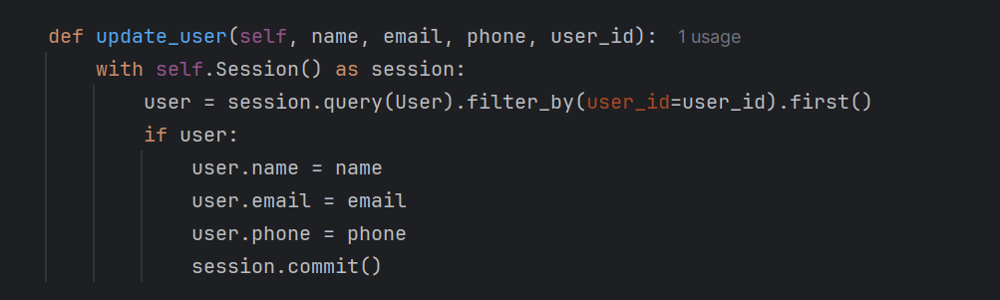 def update_user(self, name, email, phone, user_id): 1 usage
    with self.Session() as session:
        user = session.query(User).filter_by(user_id=user_id).first()
        if user:
            user.name = name
            user.email = email
            user.phone = phone
            session.commit()